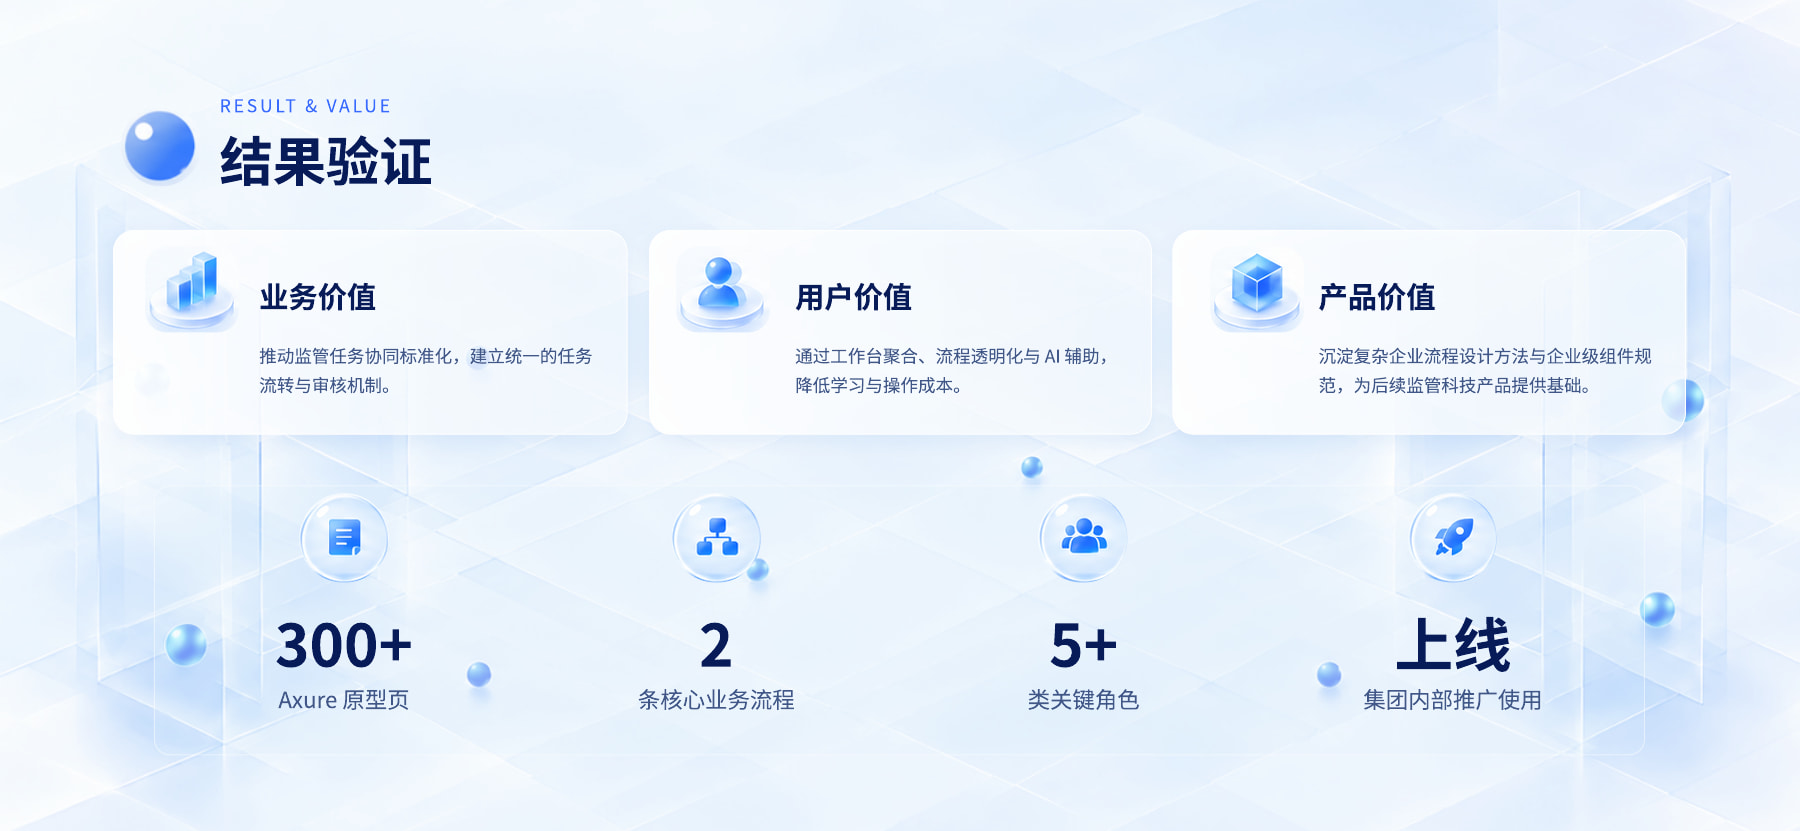 RESULT & VALUE
结果验证
业务价值
推动监管任务协同标准化，建立统一的任务
流转与审核机制。
用户价值
通过工作台聚合、流程透明化与 AI 辅助，
降低学习与操作成本。
产品价值
沉淀复杂企业流程设计方法与企业级组件规
范，为后续监管科技产品提供基础。
300+
Axure 原型页
2
条核心业务流程
5+
类关键角色
上线
集团内部推广使用